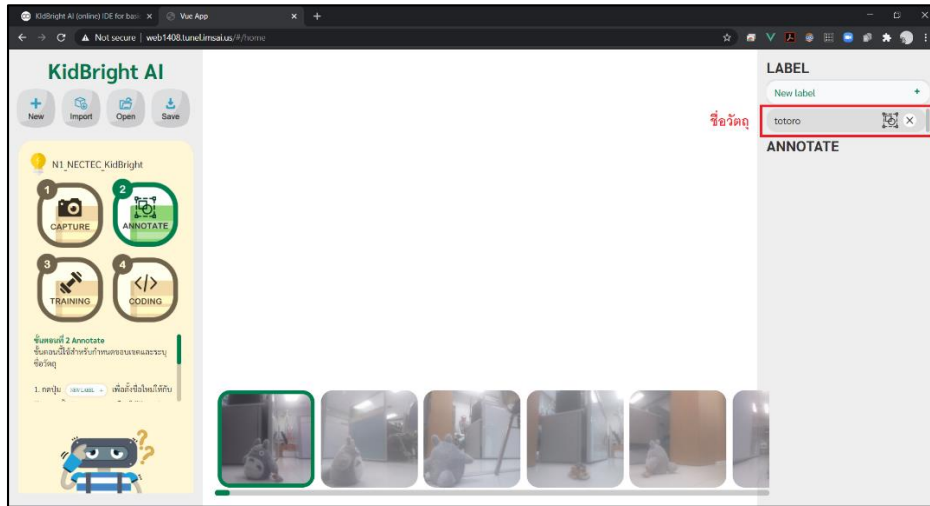 KidBright AI (online) IDE for basi
Vue App
Not secure | web1408.tunel.imsai.us/#/home
KidBright AI
New
Import
Open
Save
N1_NECTEC_KidBright
1
CAPTURE
2
ANNOTATE
3
TRAINING
4
CODING
ขั้นตอนที่ 2 Annotate
ขั้นตอนนี้ใช้สำหรับกำหนดขอบเขตและระบุ
ชื่อวัตถุ
1. กดปุ่ม NEW LABEL + เพื่อตั้งชื่อใหม่ให้กับ
ชื่อวัตถุ
LABEL
New label
totoro
ANNOTATE